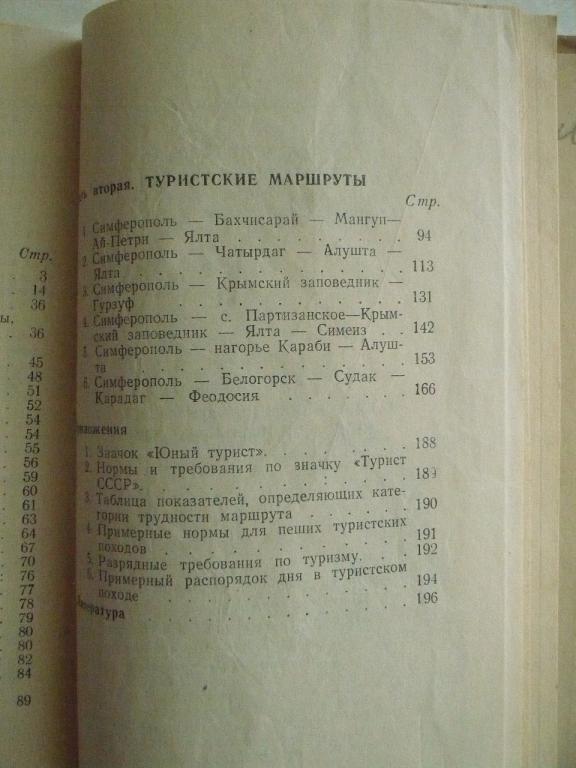 Стр.
3
14
36
ы,
36
45
48
51
52
54
54
55
56
59
60
61
63
64
67
70
76
77
78
79
80
80
82
84
89
вторая. ТУРИСТСКИЕ МАРШРУТЫ
Стр.
1. Симферополь — Бахчисарай — Мангуп—
Ай-Петри — Ялта . . . . . . . . 94
2. Симферополь — Чатырдаг — Алушта —
Ялта . . . . . . . . . . . . 113
3. Симферополь — Крымский заповедник —
Гурзуф . . . . . . . . . . . 131
4. Симферополь — с. Партизанское—Крым-
ский заповедник — Ялта — Симеиз . . 142
5. Симферополь — нагорье Караби — Алуш-
та . . . . . . . . . . . . . 153
6. Симферополь — Белогорск — Судак —
Карадаг — Феодосия . . . . . . 166
ложения
1. Значок «Юный турист». . . . . . . 188
2. Нормы и требования по значку «Турист
СССР». . . . . . . . . . . . 189
3. Таблица показателей, определяющих кате-
гории трудности маршрута . . . . . 190
4. Примерные нормы для пеших туристских
походов . . . . . . . . . . . 191
5. Разрядные требования по туризму. . . 192
6. Примерный распорядок дня в туристском
походе . . . . . . . . . . . 194
тература . . . . . . . . . . . 196